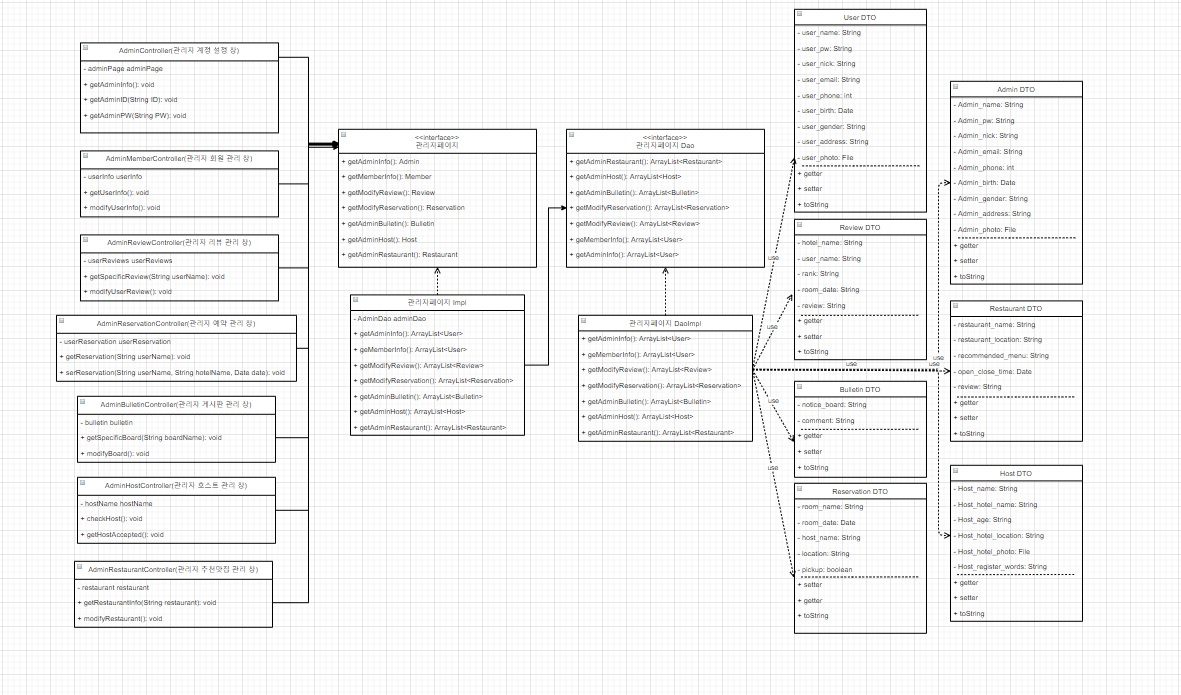 AdminController(관리자 계정 설정 창)
- adminPage adminPage
+ getAdminInfo(): void
+ getAdminID(String ID): void
+ getAdminPW(String PW): void
AdminMemberController(관리자 회원 관리 창)
- userInfo userInfo
+ getUserInfo(): void
+ modifyUserInfo(): void
AdminReviewController(관리자 리뷰 관리 창)
- userReviews userReviews
+ getSpecificReview(String userName): void
+ modifyUserReview(): void
AdminReservationController(관리자 예약 관리 창)
- userReservation userReservation
+ getReservation(String userName): void
+ serReservation(String userName, String hotelName, Date date): void
AdminBulletinController(관리자 게시판 관리 창)
- bulletin bulletin
+ getSpecificBoard(String boardName): void
+ modifyBoard(): void
AdminHostController(관리자 호스트 관리 창)
- hostName hostName
+ checkHost(): void
+ getHostAccepted(): void
AdminRestaurantController(관리자 추천맛집 관리 창)
- restaurant restaurant
+ getRestaurantInfo(String restaurant): void
+ modifyRestaurant(): void
<<interface>>
관리자페이지
+ getAdminInfo(): Admin
+ getMemberInfo(): Member
+ getModifyReview(): Review
+ getModifyReservation(): Reservation
+ getAdminBulletin(): Bulletin
+ getAdminHost(): Host
+ getAdminRestaurant(): Restaurant
관리자페이지 Impl
- AdminDao adminDao
+ getAdminInfo(): ArrayList<User>
+ geMemberInfo(): ArrayList<User>
+ getModifyReview(): ArrayList<Review>
+ getModifyReservation(): ArrayList<Reservation>
+ getAdminBulletin(): ArrayList<Bulletin>
+ getAdminHost(): ArrayList<Host>
+ getAdminRestaurant(): ArrayList<Restaurant>
<<interface>>
관리자페이지 Dao
+ getAdminRestaurant(): ArrayList<Restaurant>
+ getAdminHost(): ArrayList<Host>
+ getAdminBulletin(): ArrayList<Bulletin>
+ getModifyReservation(): ArrayList<Reservation>
+ getModifyReview(): ArrayList<Review>
+ geMemberInfo(): ArrayList<User>
+ getAdminInfo(): ArrayList<User>
관리자페이지 DaoImpl
+ getAdminInfo(): ArrayList<User>
+ geMemberInfo(): ArrayList<User>
+ getModifyReview(): ArrayList<Review>
+ getModifyReservation(): ArrayList<Reservation>
+ getAdminBulletin(): ArrayList<Bulletin>
+ getAdminHost(): ArrayList<Host>
+ getAdminRestaurant(): ArrayList<Restaurant>
use
use
use
use
use
use
use
User DTO
- user_name: String
- user_pw: String
- user_nick: String
- user_email: String
- user_phone: int
- user_birth: Date
- user_gender: String
- user_address: String
- user_photo: File
+ getter
+ setter
+ toString
Review DTO
- hotel_name: String
- user_name: String
- rank: String
- room_date: String
- review: String
+ getter
+ setter
+ toString
Bulletin DTO
- notice_board: String
- comment: String
+ getter
+ setter
+ toString
Reservation DTO
- room_name: String
- room_date: Date
- host_name: String
- location: String
- pickup: boolean
+ setter
+ getter
+ toString
Admin DTO
- Admin_name: String
- Admin_pw: String
- Admin_nick: String
- Admin_email: String
- Admin_phone: int
- Admin_birth: Date
- Admin_gender: String
- Admin_address: String
- Admin_photo: File
+ getter
+ setter
+ toString
Restaurant DTO
- restaurant_name: String
- restaurant_location: String
- recommended_menu: String
- open_close_time: Date
- review: String
+ getter
+ setter
+ toString
Host DTO
- Host_name: String
- Host_hotel_name: String
- Host_age: String
- Host_hotel_location: String
- Host_hotel_photo: File
- Host_register_words: String
+ getter
+ setter
+ toString